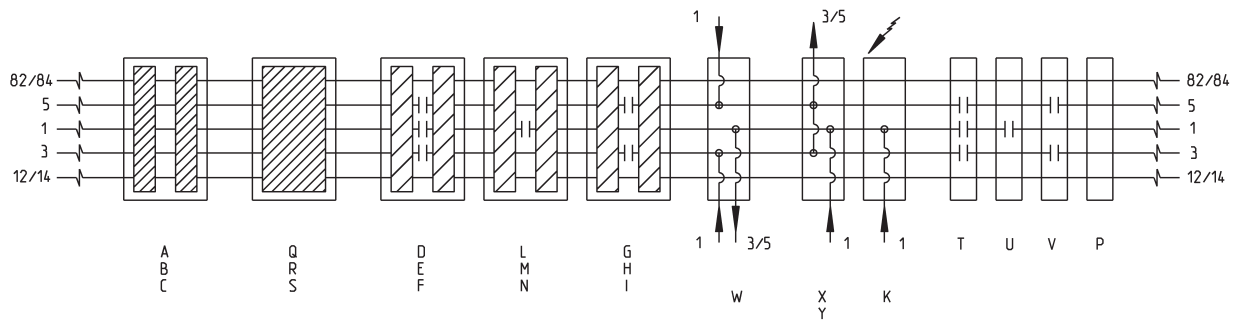 1 3/5
82/84 82/84
5 5
1 1
3 3
12/14 12/14
1 3/5 1 1
A Q D L G T U V P
B R E M H
C S F N I
W X K
Y